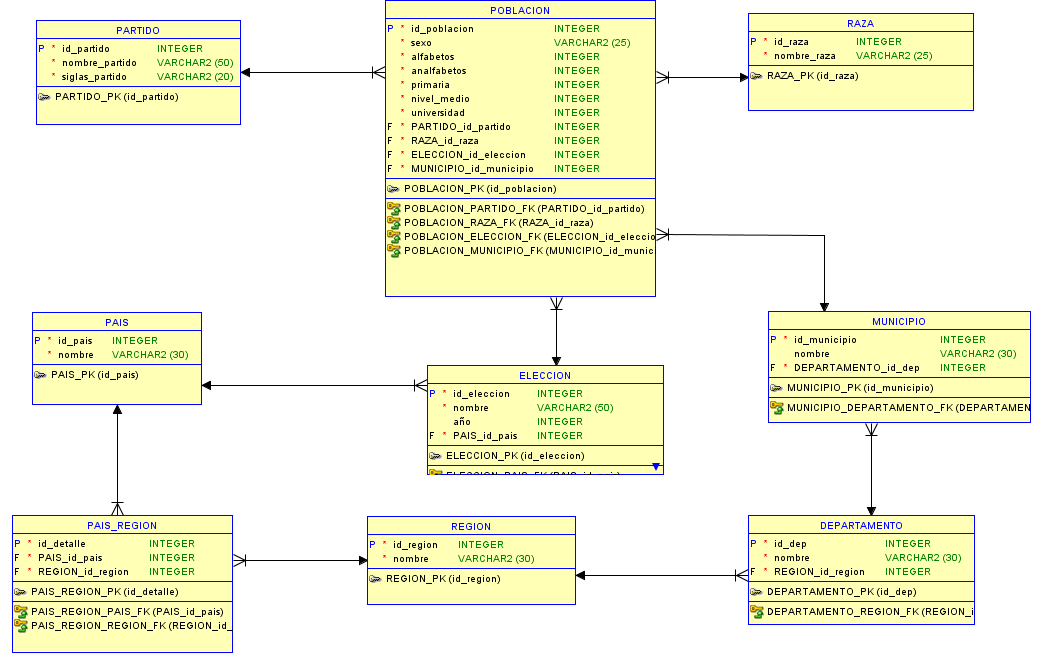 PARTIDO
P * id_partido INTEGER
* nombre_partido VARCHAR2 (50)
* siglas_partido VARCHAR2 (20)
PARTIDO_PK (id_partido)
POBLACION
P * id_poblacion INTEGER
* sexo VARCHAR2 (25)
* alfabetos INTEGER
* analfabetos INTEGER
* primaria INTEGER
* nivel_medio INTEGER
* universidad INTEGER
F * PARTIDO_id_partido INTEGER
F * RAZA_id_raza INTEGER
F * ELECCION_id_eleccion INTEGER
F * MUNICIPIO_id_municipio INTEGER
POBLACION_PK (id_poblacion)
POBLACION_PARTIDO_FK (PARTIDO_id_partido)
POBLACION_RAZA_FK (RAZA_id_raza)
POBLACION_ELECCION_FK (ELECCION_id_eleccio
POBLACION_MUNICIPIO_FK (MUNICIPIO_id_munic
RAZA
P * id_raza INTEGER
* nombre_raza VARCHAR2 (25)
RAZA_PK (id_raza)
PAIS
P * id_pais INTEGER
* nombre VARCHAR2 (30)
PAIS_PK (id_pais)
ELECCION
P * id_eleccion INTEGER
* nombre VARCHAR2 (50)
año INTEGER
F * PAIS_id_pais INTEGER
ELECCION_PK (id_eleccion)
MUNICIPIO
P * id_municipio INTEGER
nombre VARCHAR2 (30)
F * DEPARTAMENTO_id_dep INTEGER
MUNICIPIO_PK (id_municipio)
MUNICIPIO_DEPARTAMENTO_FK (DEPARTAMEN
PAIS_REGION
P * id_detalle INTEGER
F * PAIS_id_pais INTEGER
F * REGION_id_region INTEGER
PAIS_REGION_PK (id_detalle)
PAIS_REGION_PAIS_FK (PAIS_id_pais)
PAIS_REGION_REGION_FK (REGION_id_
REGION
P * id_region INTEGER
* nombre VARCHAR2 (30)
REGION_PK (id_region)
DEPARTAMENTO
P * id_dep INTEGER
* nombre VARCHAR2 (30)
F * REGION_id_region INTEGER
DEPARTAMENTO_PK (id_dep)
DEPARTAMENTO_REGION_FK (REGION_i